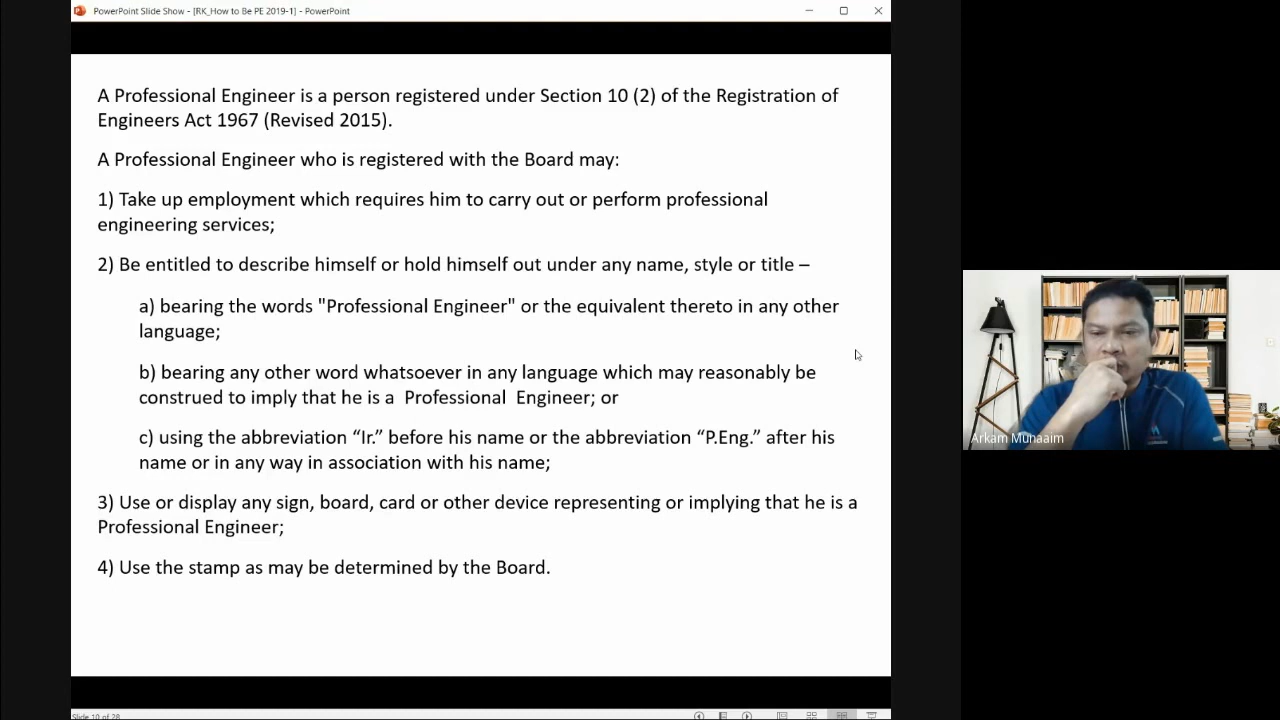 PowerPoint Slide Show - [RK_How to Be PE 2019-1] - PowerPoint
A Professional Engineer is a person registered under Section 10 (2) of the Registration of
Engineers Act 1967 (Revised 2015).
A Professional Engineer who is registered with the Board may:
1) Take up employment which requires him to carry out or perform professional
engineering services;
2) Be entitled to describe himself or hold himself out under any name, style or title –
a) bearing the words "Professional Engineer" or the equivalent thereto in any other
language;
b) bearing any other word whatsoever in any language which may reasonably be
construed to imply that he is a  Professional  Engineer; or
c) using the abbreviation “Ir.” before his name or the abbreviation “P.Eng.” after his
name or in any way in association with his name;
3) Use or display any sign, board, card or other device representing or implying that he is a
Professional Engineer;
4) Use the stamp as may be determined by the Board.
Arkam Munaaim
Slide 10 of 28